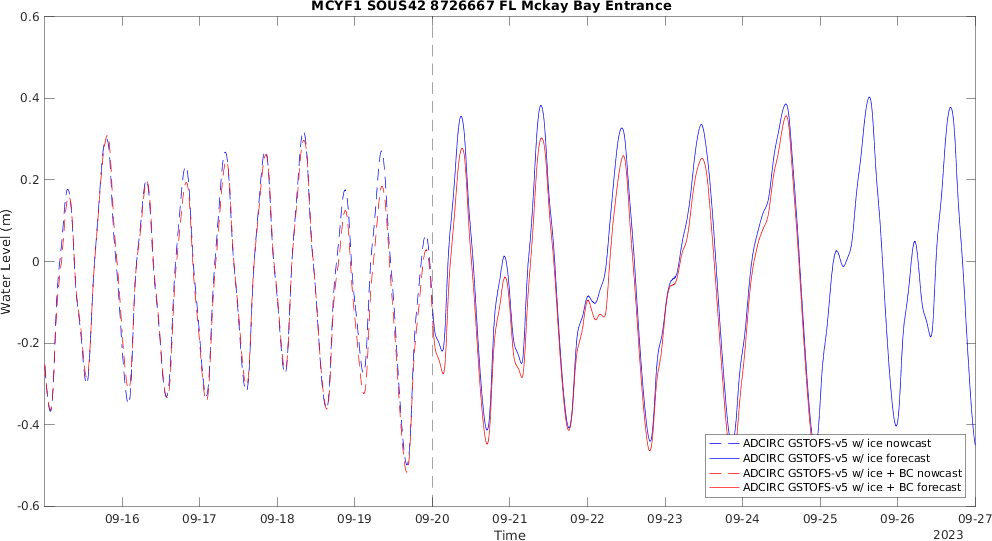 MCYF1 SOUS42 8726667 FL Mckay Bay Entrance
0.6
0.4
0.2
0
-0.2
-0.4
-0.6
Water Level (m)
09-16 09-17 09-18 09-19 09-20 09-21 09-22 09-23 09-24 09-25 09-26 09-27
Time
2023
ADCIRC GSTOFS-v5 w/ ice nowcast
ADCIRC GSTOFS-v5 w/ ice forecast
ADCIRC GSTOFS-v5 w/ ice + BC nowcast
ADCIRC GSTOFS-v5 w/ ice + BC forecast